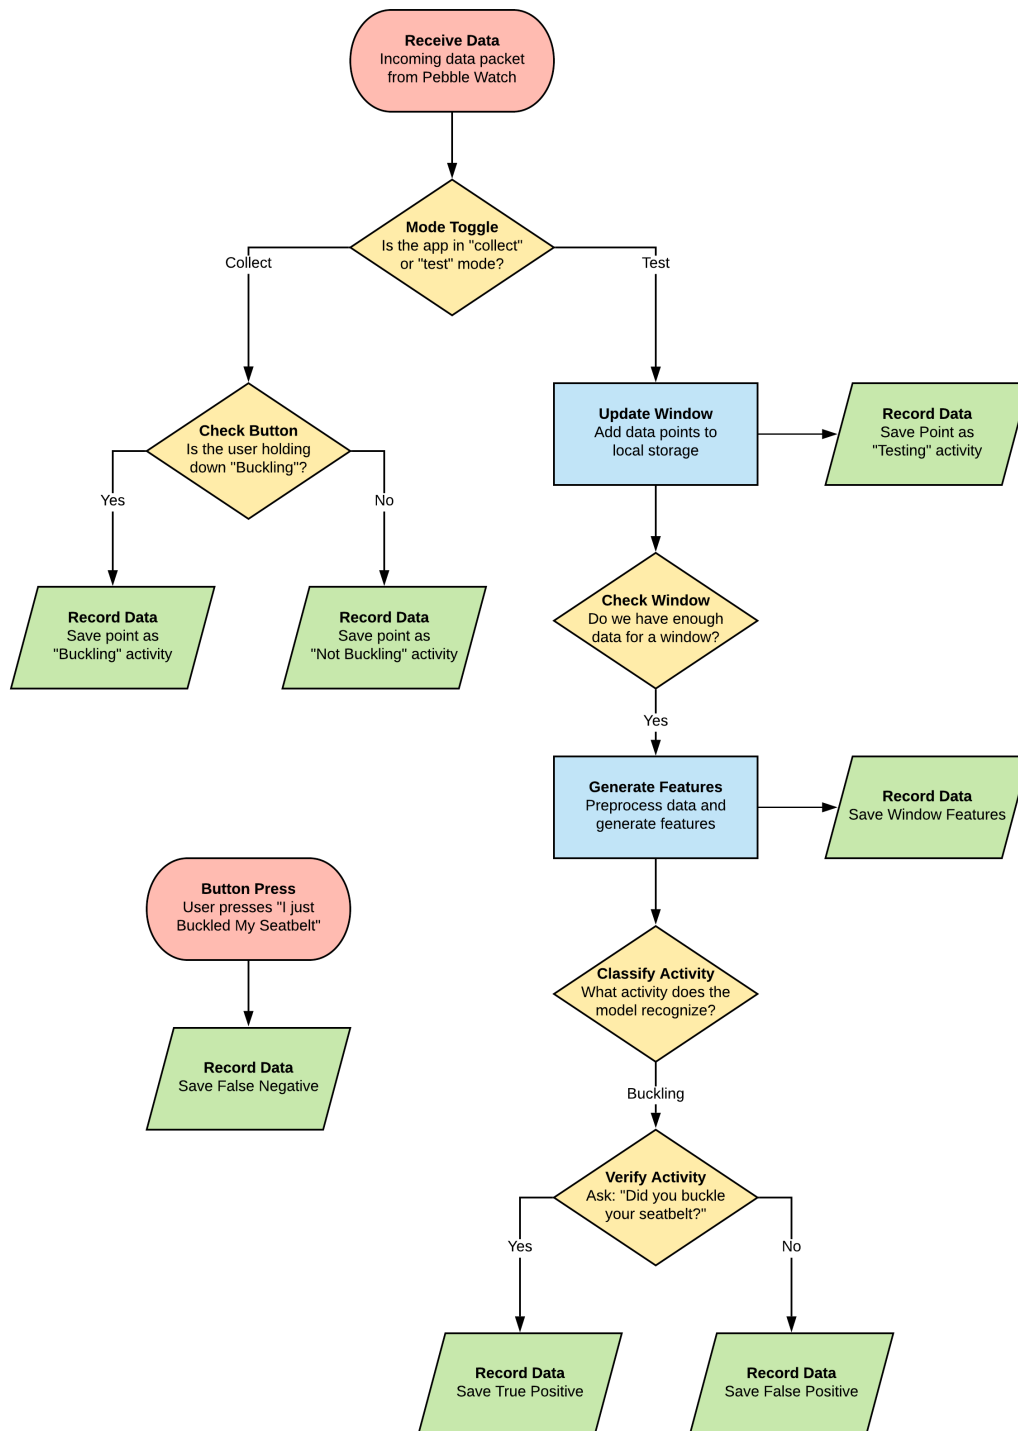 Receive Data
Incoming data packet
from Pebble Watch
Mode Toggle
Is the app in "collect"
or "test" mode?
Collect
Test
Check Button
Is the user holding
down "Buckling"?
Update Window
Add data points to
local storage
Record Data
Save Point as
"Testing" activity
Yes
No
Record Data
Save point as
"Buckling" activity
Record Data
Save point as
"Not Buckling" activity
Check Window
Do we have enough
data for a window?
Yes
Generate Features
Preprocess data and
generate features
Record Data
Save Window Features
Button Press
User presses "I just
Buckled My Seatbelt"
Classify Activity
What activity does the
model recognize?
Record Data
Save False Negative
Buckling
Verify Activity
Ask: "Did you buckle
your seatbelt?"
Yes
No
Record Data
Save True Positive
Record Data
Save False Positive